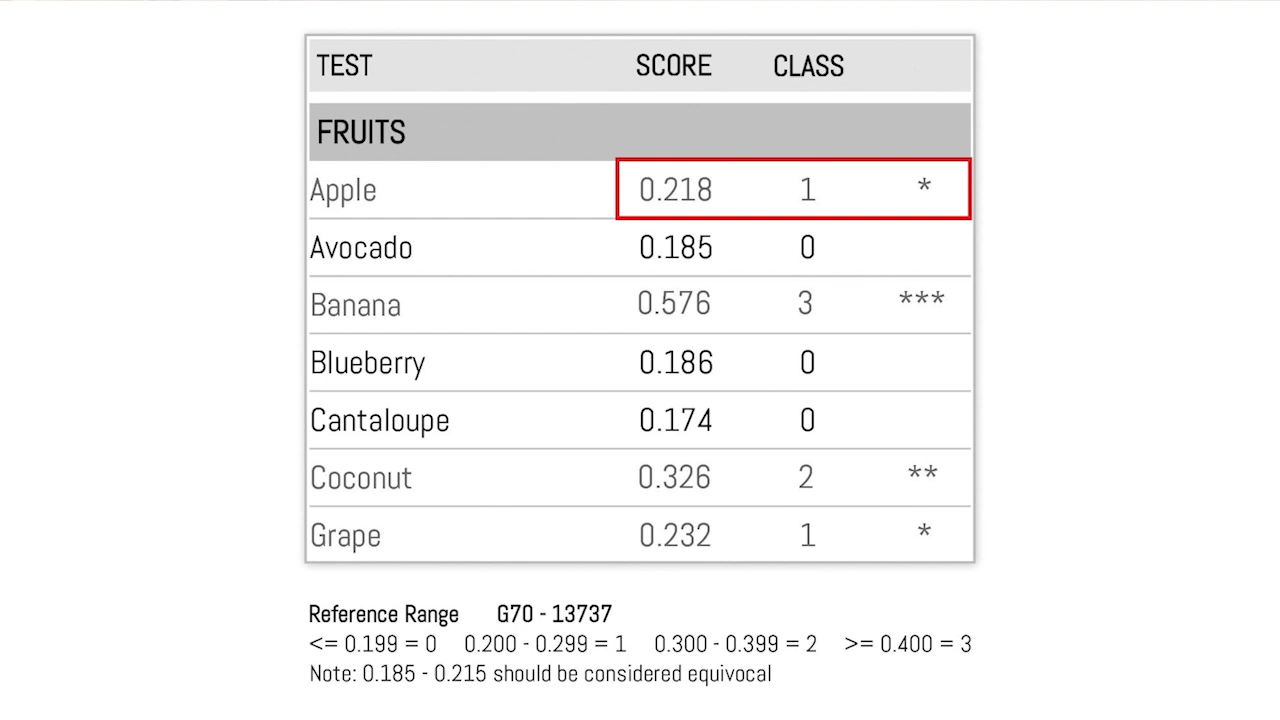 TEST SCORE CLASS
FRUITS
Apple 0.218 1 *
Avocado 0.185 0
Banana 0.576 3 ***
Blueberry 0.186 0
Cantaloupe 0.174 0
Coconut 0.326 2 **
Grape 0.232 1 *
Reference Range G70 - 13737
<= 0.199 = 0 0.200 - 0.299 = 1 0.300 - 0.399 = 2 >= 0.400 = 3
Note: 0.185 - 0.215 should be considered equivocal